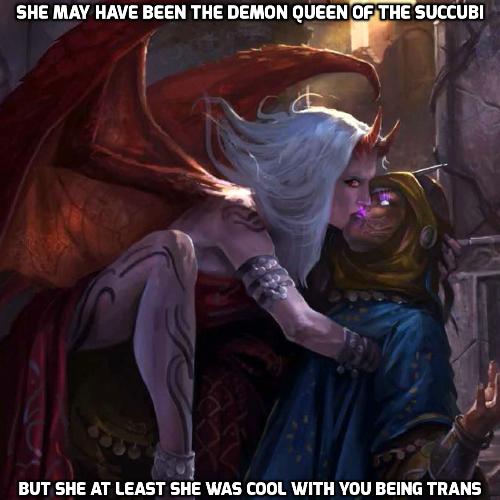 SHE MAY HAVE BEEN THE DEMON QUEEN OF THE SUCCUBI
BUT SHE AT LEAST SHE WAS COOL WITH YOU BEING TRANS